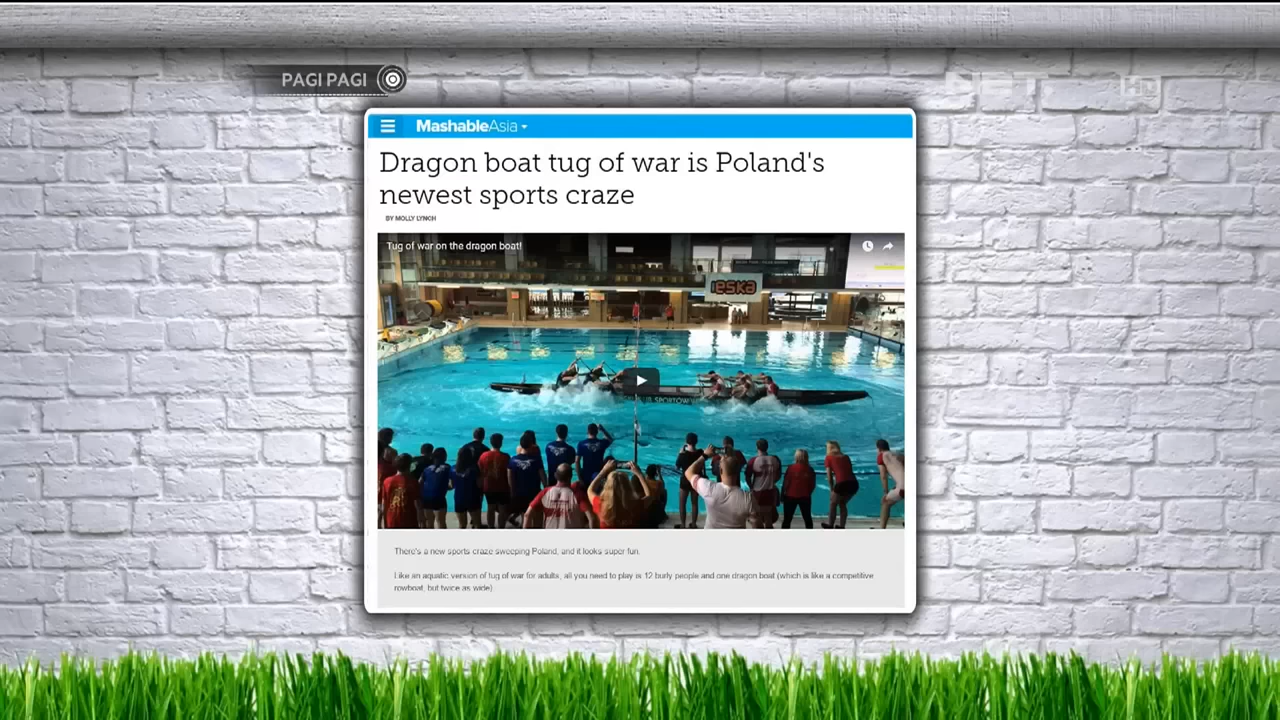 PAGI PAGI
NET HD
MashableAsia
Dragon boat tug of war is Poland's
newest sports craze
BY MOLLY LYNCH
Tug of war on the dragon boat!
eska
SPORTOW
There's a new sports craze sweeping Poland, and it looks super fun.
Like an aquatic version of tug of war for adults, all you need to play is 12 burly people and one dragon boat (which is like a competitive
rowboat, but twice as wide)